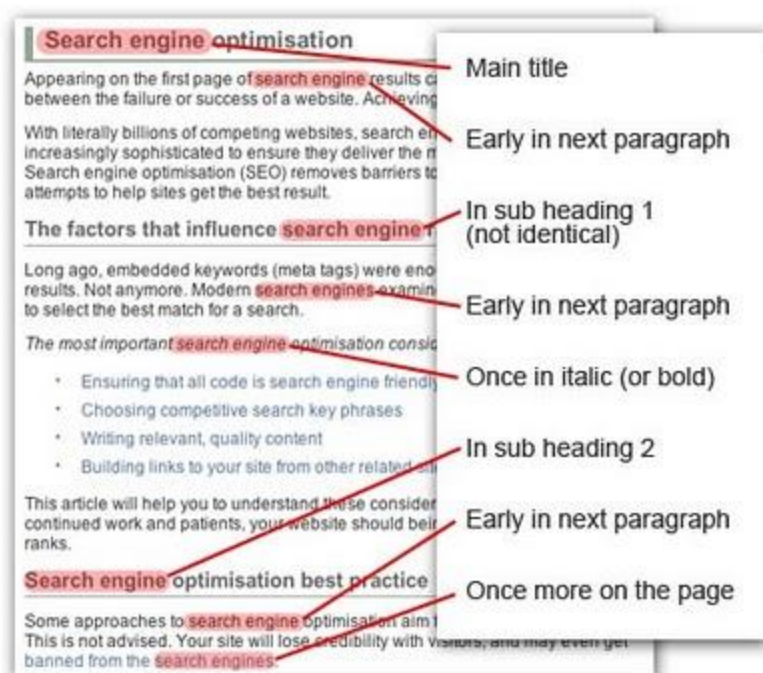 Search engine optimisation
Appearing on the first page of search engine results
between the failure or success of a website. Achieving
With literally billions of competing websites, search
increasingly sophisticated to ensure they deliver the
Search engine optimisation (SEO) removes barriers
attempts to help sites get the best result.
The factors that influence search engine
Long ago, embedded keywords (meta tags) were
results. Not anymore. Modern search engines
to select the best match for a search.
The most important search engine optimisation
• Ensuring that all code is search engine friendly
• Choosing competitive search key phrases
• Writing relevant, quality content
• Building links to your site from other related
This article will help you to understand these
continued work and patients, your website should
ranks.
Search engine optimisation best practice
Some approaches to search engine optimisation aim
This is not advised. Your site will lose credibility with visitors, and may even get
banned from the search engines.
Main title
Early in next paragraph
In sub heading 1
(not identical)
Early in next paragraph
Once in italic (or bold)
In sub heading 2
Early in next paragraph
Once more on the page